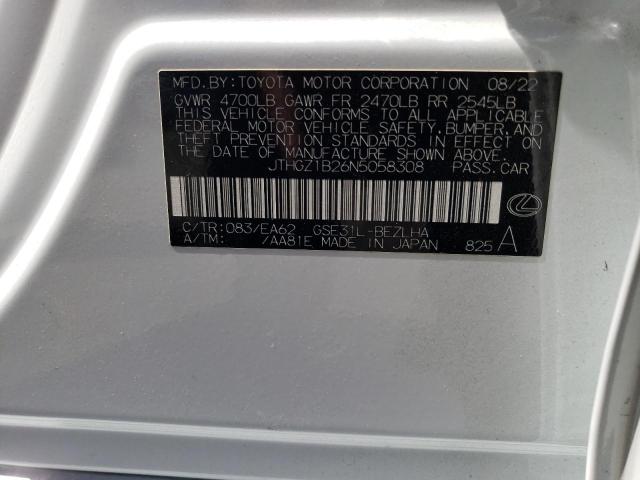 MFD.BY:TOYOTA MOTOR CORPORATION 08/22
GVWR 4700LB GAWR FR 2470LB RR 2545LB
THIS VEHICLE CONFORMS TO ALL APPLICABLE
FEDERAL MOTOR VEHICLE SAFETY,BUMPER,AND
THEFT PREVENTION STANDARDS IN EFFECT ON
THE DATE OF MANUFACTURE SHOWN ABOVE.
JTHGZ1B26N5058308 PASS.CAR
C/TR:083/EA62 GSE31L-BEZLHA
A/TM: /AA81E MADE IN JAPAN 825 A